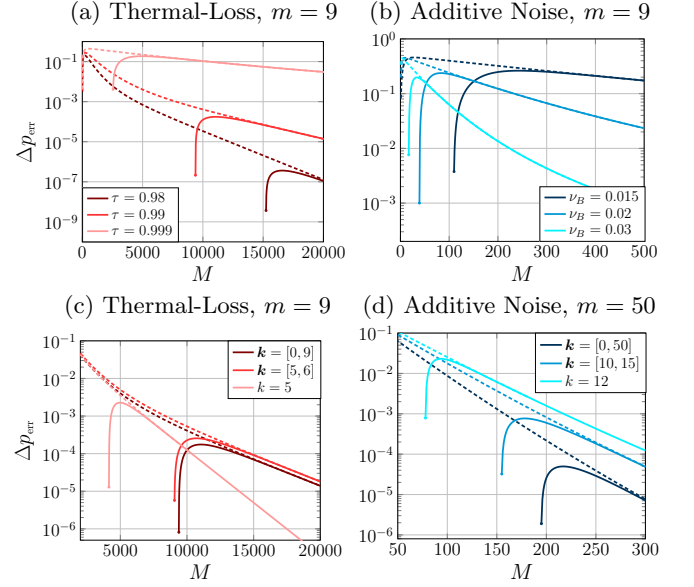 (a) Thermal-Loss, m = 9
(b) Additive Noise, m = 9
Δp_err
10^{-1}
10^{-3}
10^{-5}
10^{-7}
10^{-9}
τ = 0.98
τ = 0.99
τ = 0.999
0 5000 10000 15000 20000
M
10^0
10^{-1}
10^{-2}
10^{-3}
ν_B = 0.015
ν_B = 0.02
ν_B = 0.03
0 100 200 300 400 500
M
(c) Thermal-Loss, m = 9
(d) Additive Noise, m = 50
Δp_err
10^{-1}
10^{-2}
10^{-3}
10^{-4}
10^{-5}
10^{-6}
k = [0, 9]
k = [5, 6]
k = 5
5000 10000 15000 20000
M
10^{-1}
10^{-2}
10^{-3}
10^{-4}
10^{-5}
10^{-6}
k = [0, 50]
k = [10, 15]
k = 12
50 100 150 200 250 300
M